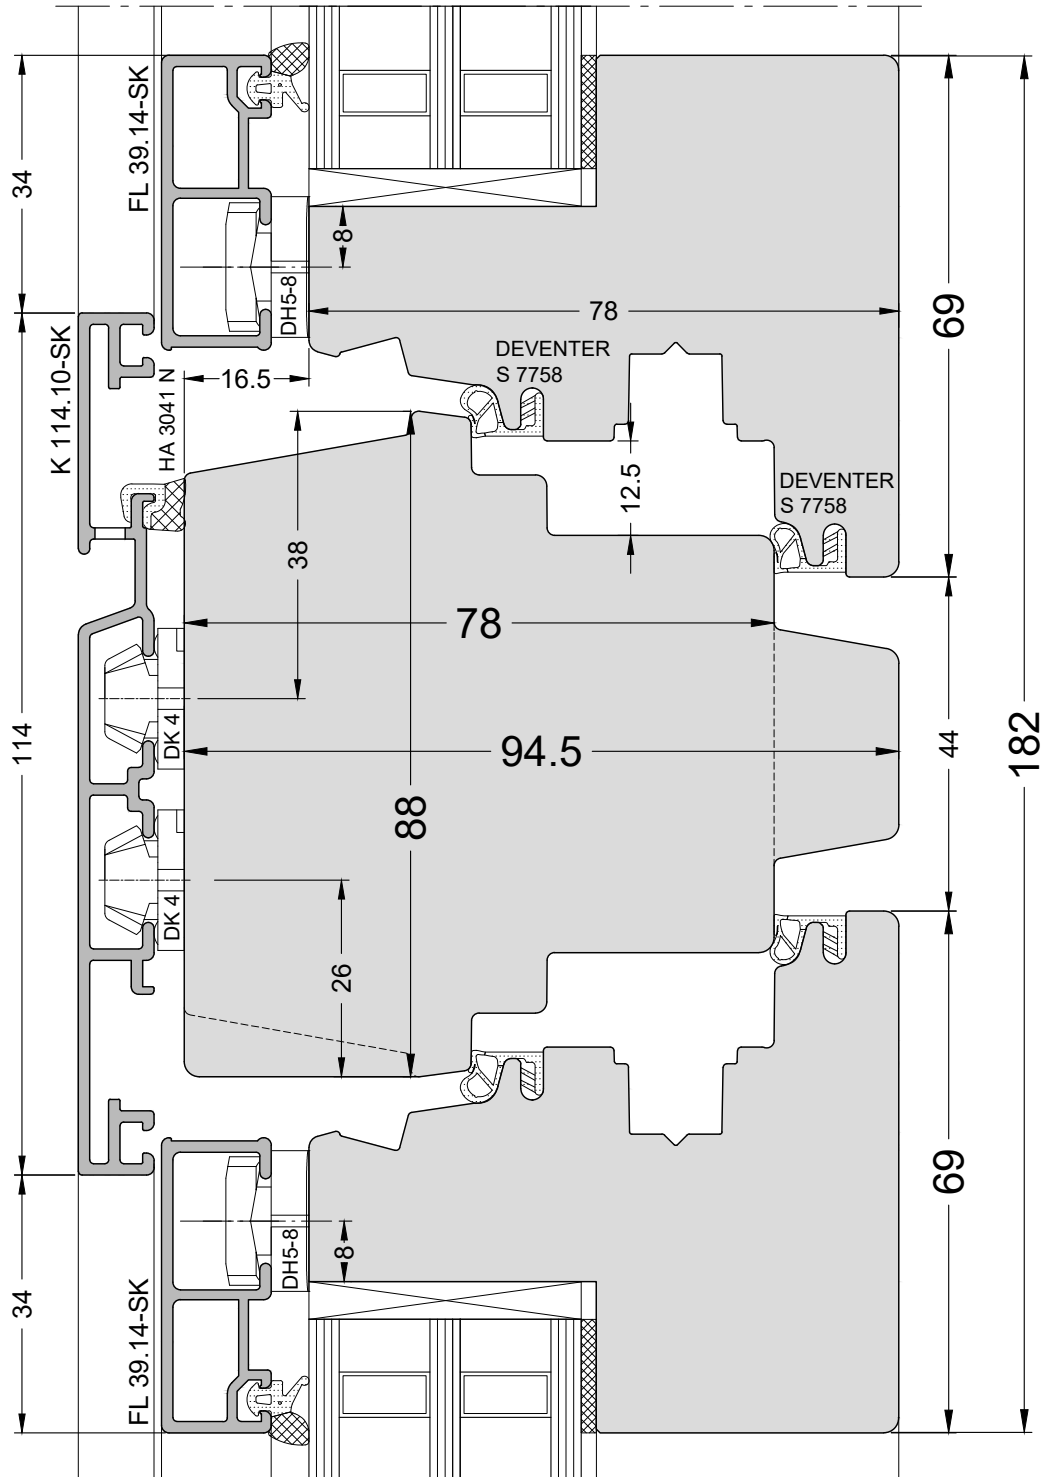 34
FL 39.14-SK
8
DH5-8
78
69
K 114.10-SK
HA 3041 N
16.5
DEVENTER
S 7758
12.5
DEVENTER
S 7758
38
78
114
DK 4
94.5
44
182
88
DK 4
26
69
34
FL 39.14-SK
DH5-8
8